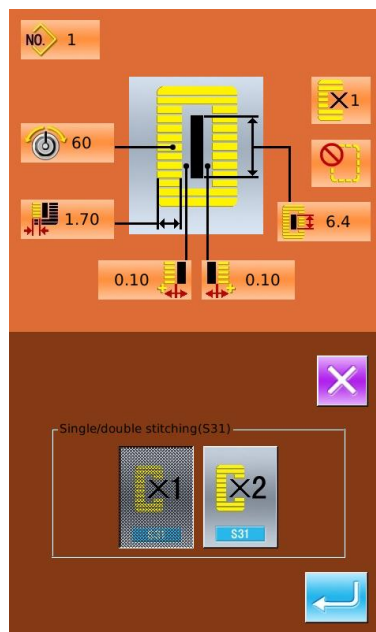 NO. 1
×1
60
1.70
6.4
0.10
0.10
Single/double stitching(S31)
×1
×2
S31
S31